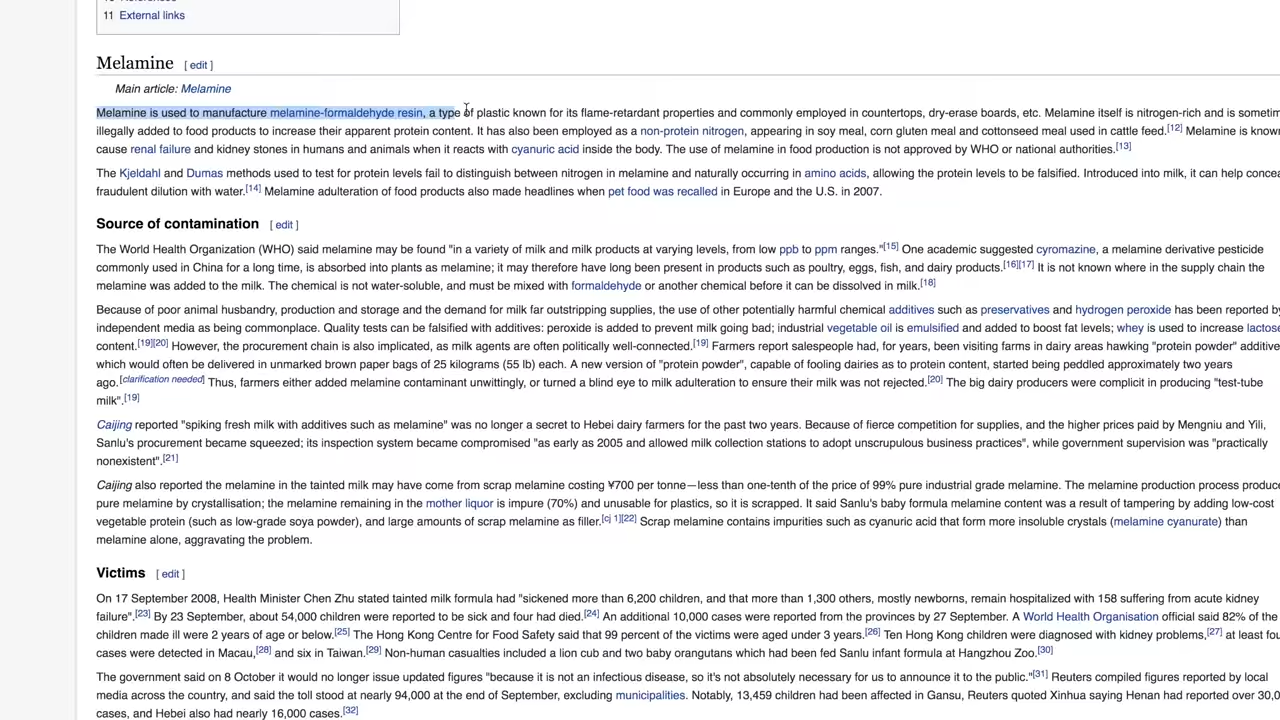 11 External links
Melamine [ edit ]
Main article: Melamine
Melamine is used to manufacture melamine-formaldehyde resin, a type of plastic known for its flame-retardant properties and commonly employed in countertops, dry-erase boards, etc. Melamine itself is nitrogen-rich and is
illegally added to food products to increase their apparent protein content. It has also been employed as a non-protein nitrogen, appearing in soy meal, corn gluten meal and cottonseed meal used in cattle feed.[12] Melamine is known
cause renal failure and kidney stones in humans and animals when it reacts with cyanuric acid inside the body. The use of melamine in food production is not approved by WHO or national authorities.[13]
The Kjeldahl and Dumas methods used to test for protein levels fail to distinguish between nitrogen in melamine and naturally occurring in amino acids, allowing the protein levels to be falsified. Introduced into milk, it can help
fraudulent dilution with water.[14] Melamine adulteration of food products also made headlines when pet food was recalled in Europe and the U.S. in 2007.
Source of contamination [ edit ]
The World Health Organization (WHO) said melamine may be found "in a variety of milk and milk products at varying levels, from low ppb to ppm ranges."[15] One academic suggested cyromazine, a melamine derivative pesticide
commonly used in China for a long time, is absorbed into plants as melamine; it may therefore have long been present in products such as poultry, eggs, fish, and dairy products.[16][17] It is not known where in the supply chain the
melamine was added to the milk. The chemical is not water-soluble, and must be mixed with formaldehyde or another chemical before it can be dissolved in milk.[18]
Because of poor animal husbandry, production and storage and the demand for milk far outstripping supplies, the use of other potentially harmful chemical additives such as preservatives and hydrogen peroxide has been reported by
independent media as being commonplace. Quality tests can be falsified with additives: peroxide is added to prevent milk going bad; industrial vegetable oil is emulsified and added to boost fat levels; whey is used to increase lactose
content.[19][20] However, the procurement chain is also implicated, as milk agents are often politically well-connected.[19] Farmers report salespeople had, for years, been visiting farms in dairy areas hawking "protein powder" additive
which would often be delivered in unmarked brown paper bags of 25 kilograms (55 lb) each. A new version of "protein powder", capable of fooling dairies as to protein content, started being peddled approximately two years
ago.[clarification needed] Thus, farmers either added melamine contaminant unwittingly, or turned a blind eye to milk adulteration to ensure their milk was not rejected.[20] The big dairy producers were complicit in producing "test-tube
milk".[19]
Caijing reported "spiking fresh milk with additives such as melamine" was no longer a secret to Hebei dairy farmers for the past two years. Because of fierce competition for supplies, and the higher prices paid by Mengniu and Yili,
Sanlu's procurement became squeezed; its inspection system became compromised "as early as 2005 and allowed milk collection stations to adopt unscrupulous business practices", while government supervision was "practically
nonexistent".[21]
Caijing also reported the melamine in the tainted milk may have come from scrap melamine costing ¥700 per tonne—less than one-tenth of the price of 99% pure industrial grade melamine. The melamine production process produce
pure melamine by crystallisation; the melamine remaining in the mother liquor is impure (70%) and unusable for plastics, so it is scrapped. It said Sanlu's baby formula melamine content was a result of tampering by adding low-cost
vegetable protein (such as low-grade soya powder), and large amounts of scrap melamine as filler.[cj 1][22] Scrap melamine contains impurities such as cyanuric acid that form more insoluble crystals (melamine cyanurate) than
melamine alone, aggravating the problem.
Victims [ edit ]
On 17 September 2008, Health Minister Chen Zhu stated tainted milk formula had "sickened more than 6,200 children, and that more than 1,300 others, mostly newborns, remain hospitalized with 158 suffering from acute kidney
failure".[23] By 23 September, about 54,000 children were reported to be sick and four had died.[24] An additional 10,000 cases were reported from the provinces by 27 September. A World Health Organisation official said 82% of the
children made ill were 2 years of age or below.[25] The Hong Kong Centre for Food Safety said that 99 percent of the victims were aged under 3 years.[26] Ten Hong Kong children were diagnosed with kidney problems,[27] at least
cases were detected in Macau,[28] and six in Taiwan.[29] Non-human casualties included a lion cub and two baby orangutans which had been fed Sanlu infant formula at Hangzhou Zoo.[30]
The government said on 8 October it would no longer issue updated figures "because it is not an infectious disease, so it's not absolutely necessary for us to announce it to the public."[31] Reuters compiled figures reported by local
media across the country, and said the toll stood at nearly 94,000 at the end of September, excluding municipalities. Notably, 13,459 children had been affected in Gansu, Reuters quoted Xinhua saying Henan had reported over
cases, and Hebei also had nearly 16,000 cases.[32]